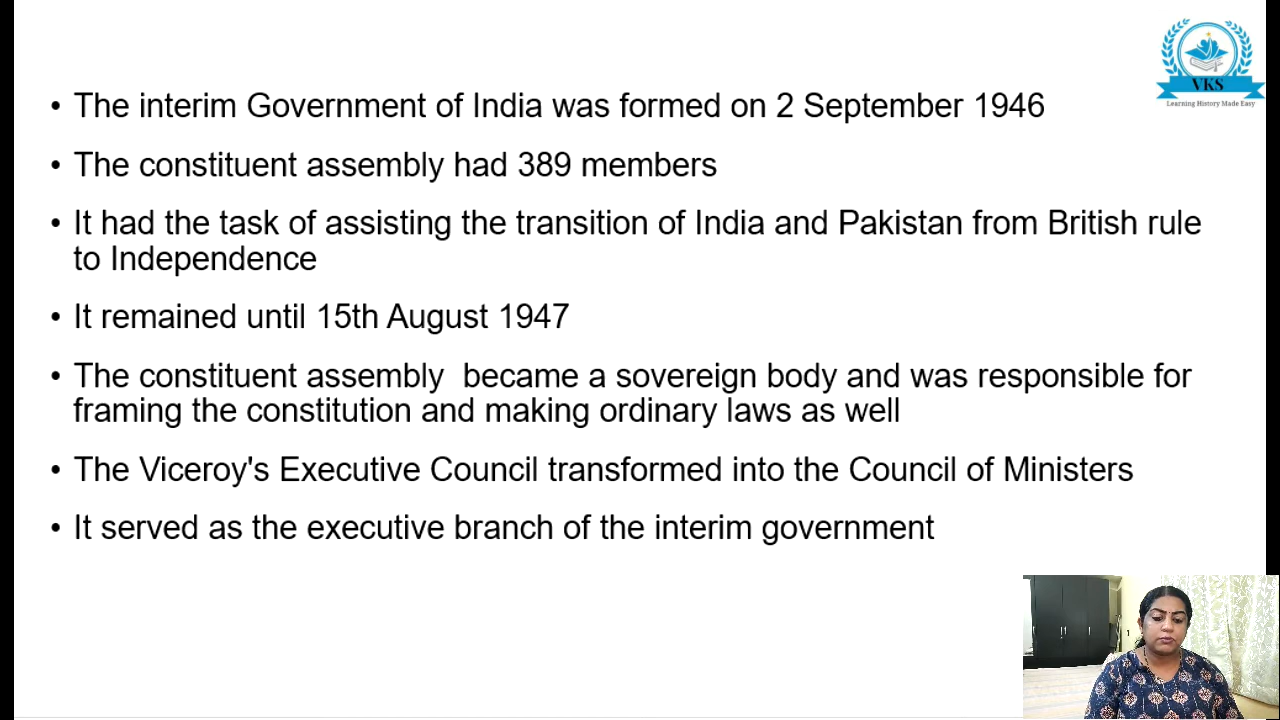 VKS
Learning History Made Easy
• The interim Government of India was formed on 2 September 1946
• The constituent assembly had 389 members
• It had the task of assisting the transition of India and Pakistan from British rule
to Independence
• It remained until 15th August 1947
• The constituent assembly  became a sovereign body and was responsible for
framing the constitution and making ordinary laws as well
• The Viceroy's Executive Council transformed into the Council of Ministers
• It served as the executive branch of the interim government